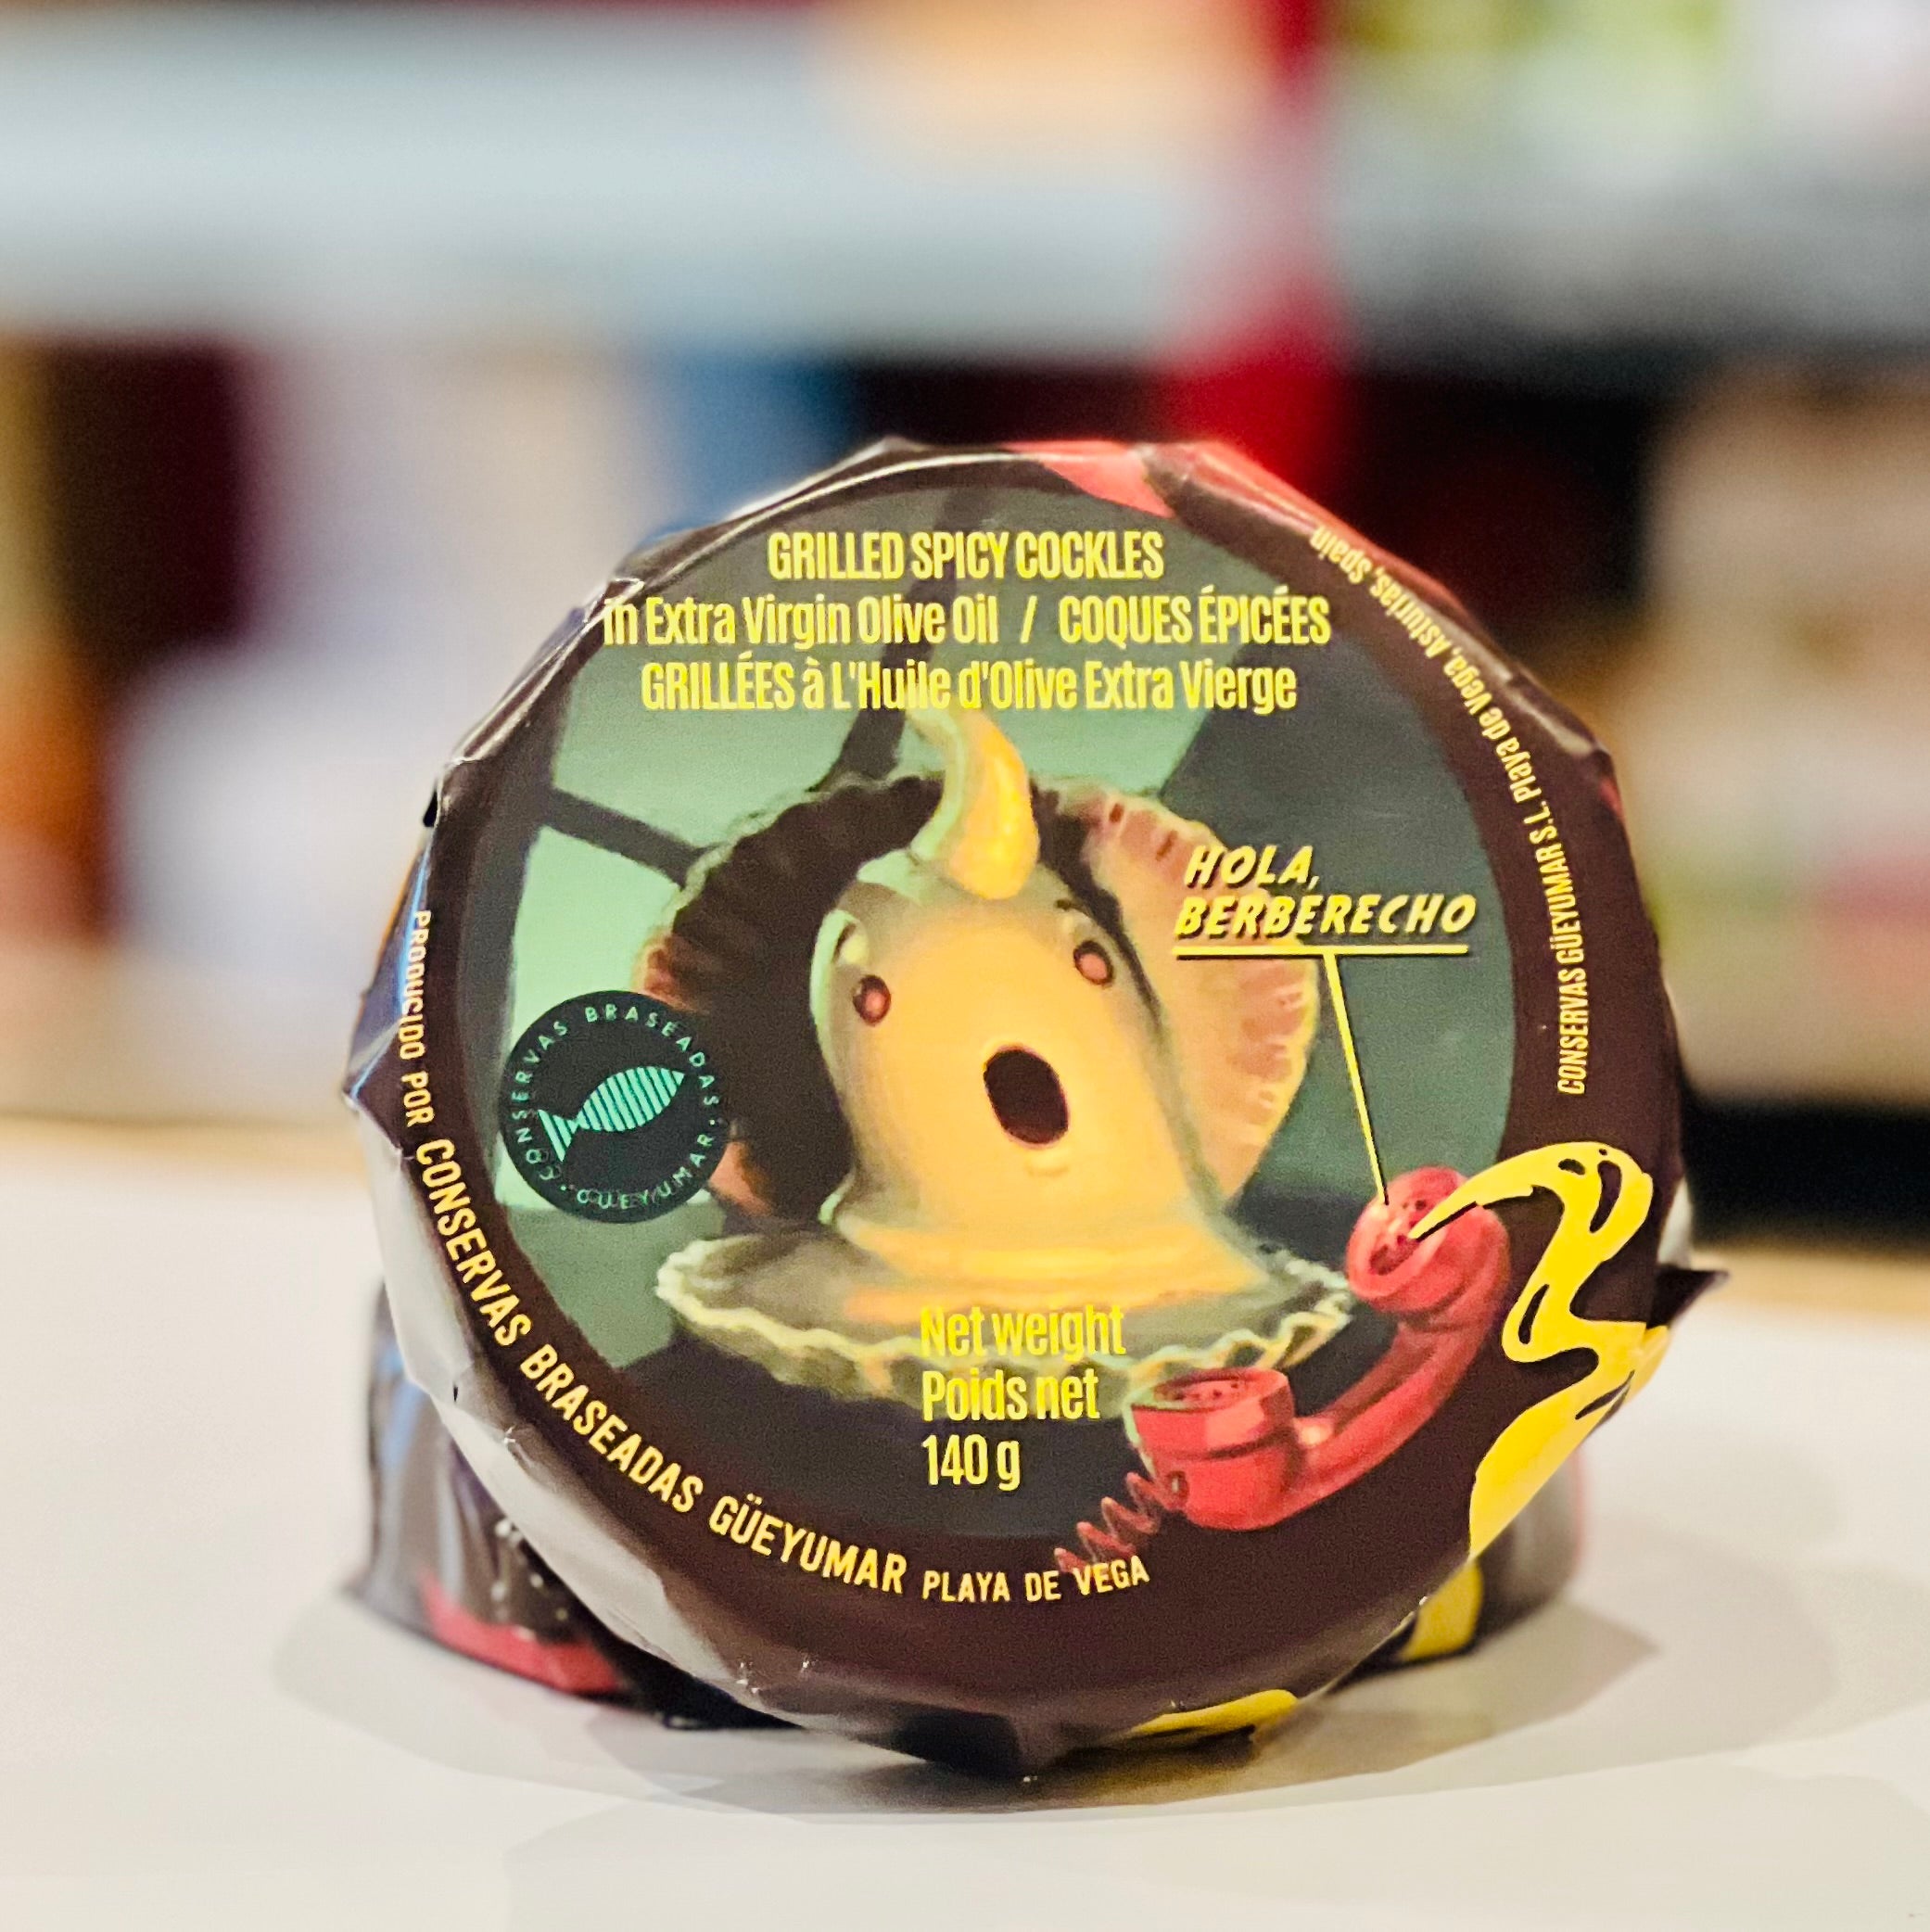 GRILLED SPICY COCKLES
in Extra Virgin Olive Oil / COQUES ÉPICÉES
GRILLÉES à L'Huile d'Olive Extra Vierge
HOLA,
BERBERECHO
CONSERVAS BRASEADAS · GÜEYUMAR ·
Net weight
Poids net
140 g
PRODUCIDO POR CONSERVAS BRASEADAS GÜEYUMAR PLAYA DE VEGA
CONSERVAS GÜEYUMAR S.L. Playa de Vega, Asturias, Spain.